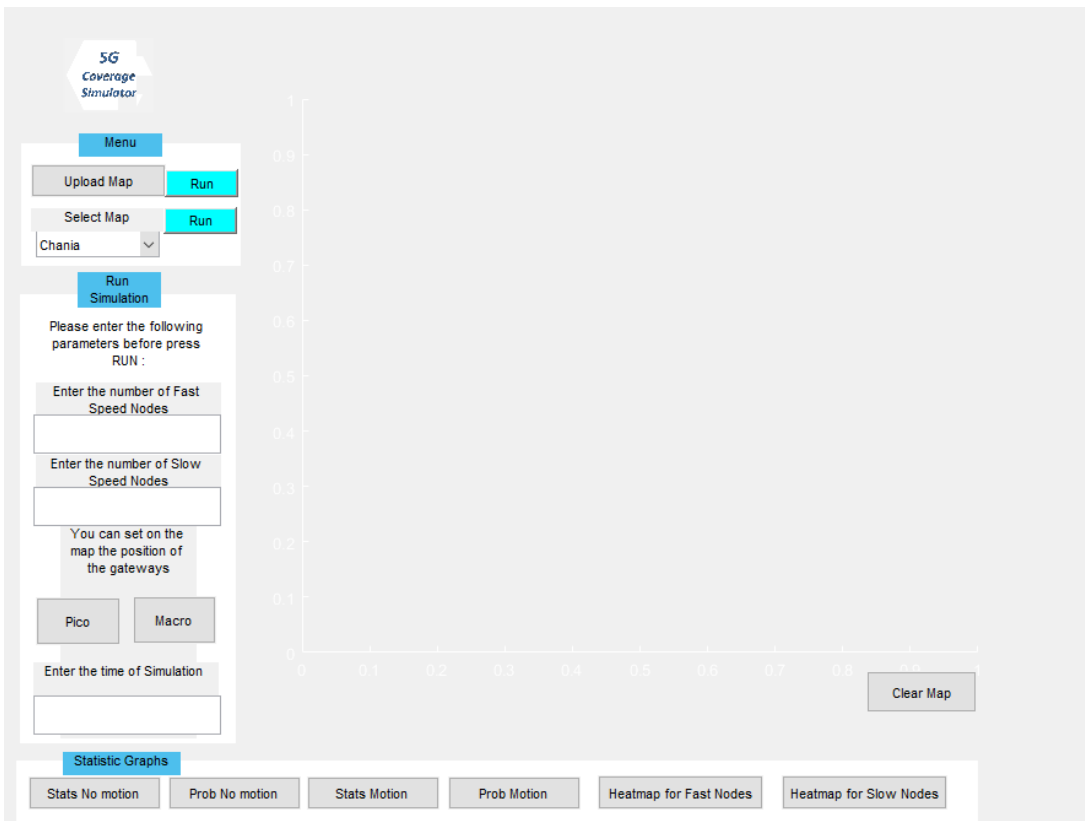 5G
Coverage
Simulator
Menu
Upload Map
Run
Select Map
Run
Chania
Run
Simulation
Please enter the following
parameters before press
RUN :
Enter the number of Fast
Speed Nodes
Enter the number of Slow
Speed Nodes
You can set on the
map the position of
the gateways
Pico
Macro
Enter the time of Simulation
1
0.9
0.8
0.7
0.6
0.5
0.4
0.3
0.2
0.1
0
0 0.1 0.2 0.3 0.4 0.5 0.6 0.7 0.8 0.9 1
Clear Map
Statistic Graphs
Stats No motion
Prob No motion
Stats Motion
Prob Motion
Heatmap for Fast Nodes
Heatmap for Slow Nodes